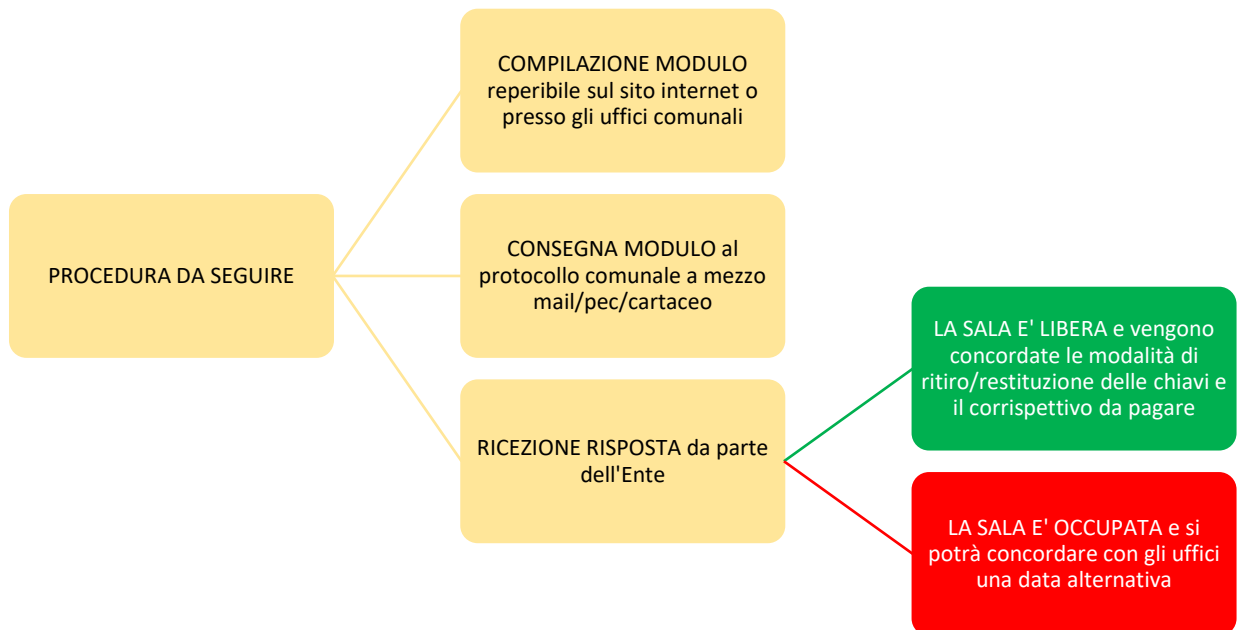 COMPILAZIONE MODULO
reperibile sul sito internet o
presso gli uffici comunali
PROCEDURA DA SEGUIRE
CONSEGNA MODULO al
protocollo comunale a mezzo
mail/pec/cartaceo
RICEZIONE RISPOSTA da parte
dell'Ente
LA SALA E' LIBERA e vengono
concordate le modalità di
ritiro/restituzione delle chiavi e
il corrispettivo da pagare
LA SALA E' OCCUPATA e si
potrà concordare con gli uffici
una data alternativa